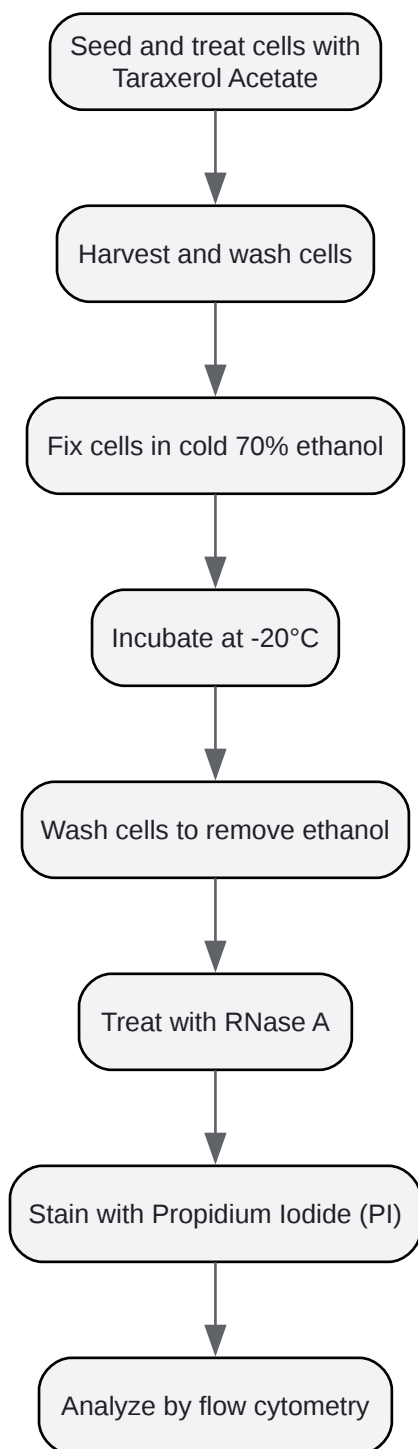 Seed and treat cells with
Taraxerol Acetate
Harvest and wash cells
Fix cells in cold 70% ethanol
Incubate at -20°C
Wash cells to remove ethanol
Treat with RNase A
Stain with Propidium Iodide (PI)
Analyze by flow cytometry